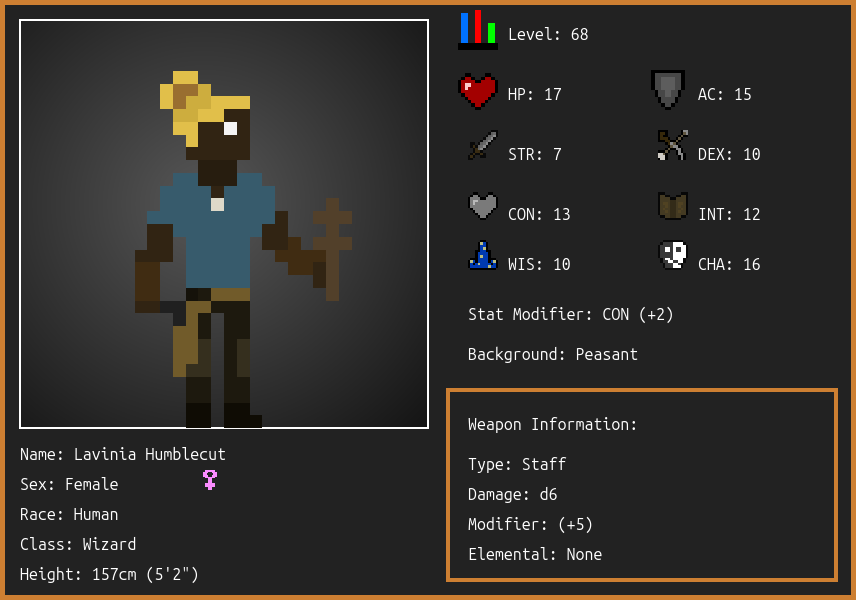 Level: 68
HP: 17
AC: 15
STR: 7
DEX: 10
CON: 13
INT: 12
WIS: 10
CHA: 16
Stat Modifier: CON (+2)
Background: Peasant
Weapon Information:
Type: Staff
Damage: d6
Modifier: (+5)
Elemental: None
Name: Lavinia Humblecut
Sex: Female
Race: Human
Class: Wizard
Height: 157cm (5'2")